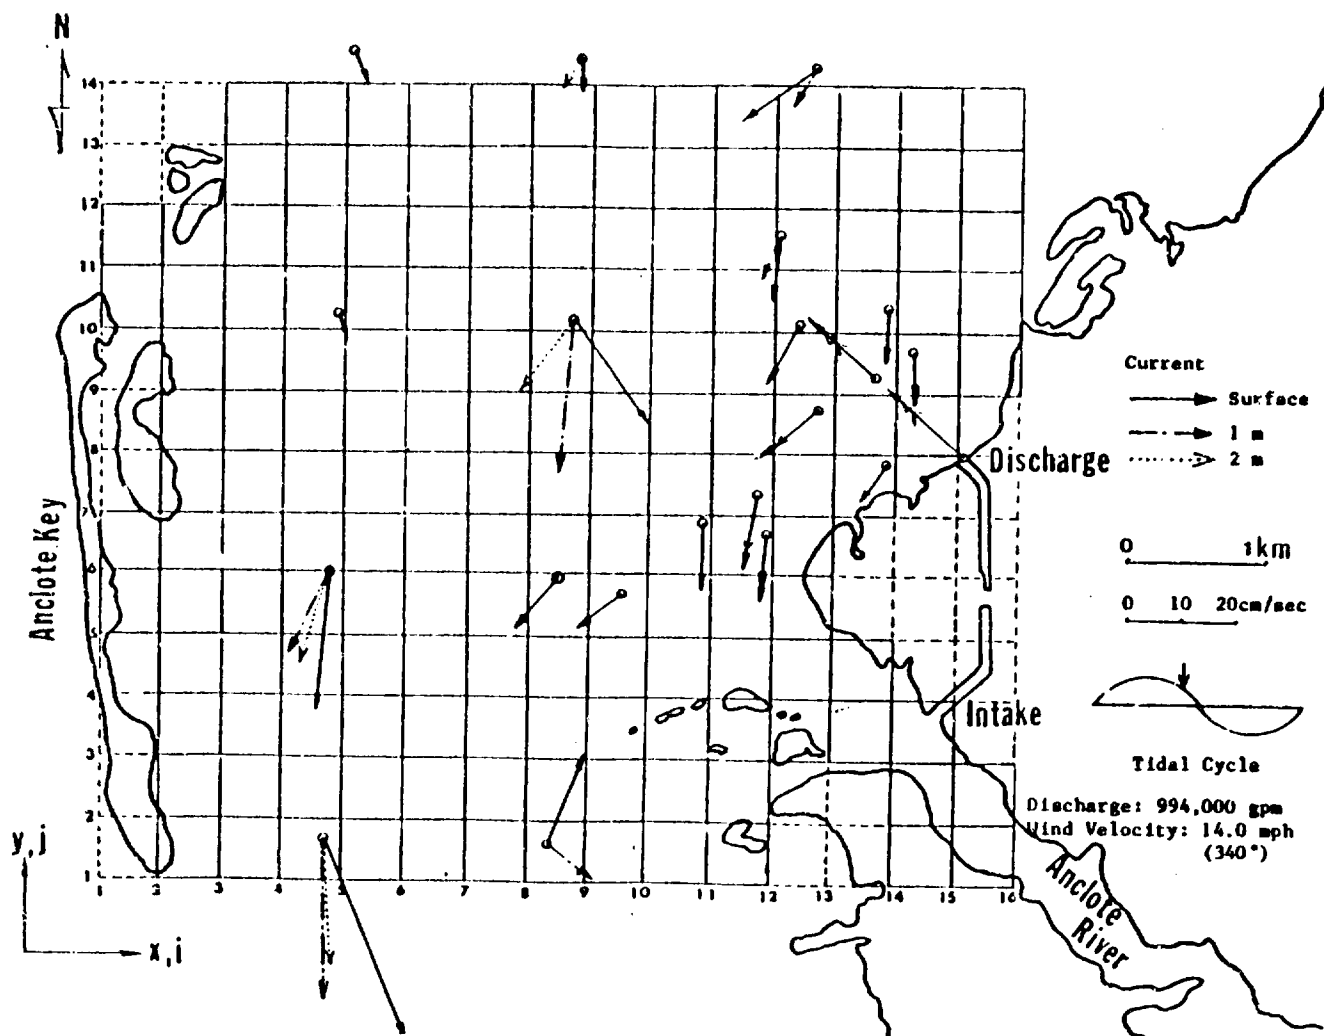 N
14
13
12
11
10
9
8
7
6
5
4
3
2
1
Anclote Key
y,j
x,i
1 2 3 4 5 6 7 8 9 10 11 12 13 14 15 16
Discharge
Intake
Anclote
River
Current
Surface
1 m
2 m
0 1km
0 10 20cm/sec
Tidal Cycle
Discharge: 994,000 gpm
Wind Velocity: 14.0 mph
(340°)